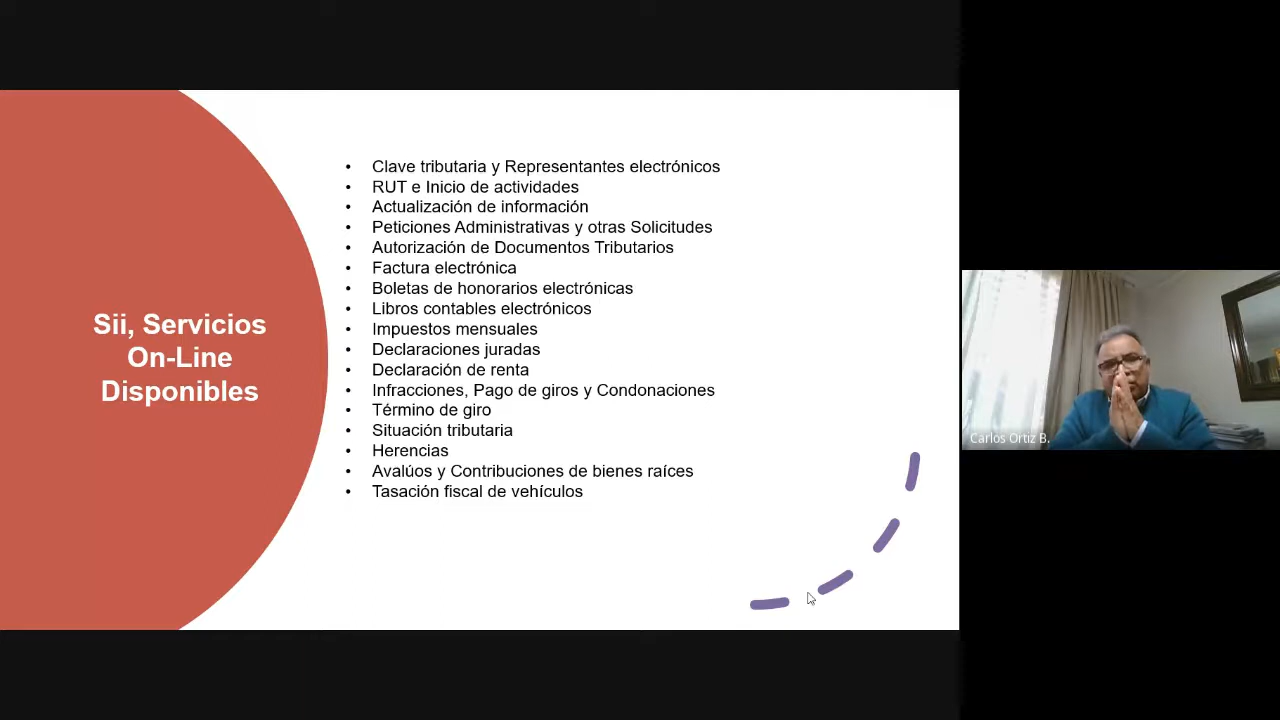 Sii, Servicios
On-Line
Disponibles
• Clave tributaria y Representantes electrónicos
• RUT e Inicio de actividades
• Actualización de información
• Peticiones Administrativas y otras Solicitudes
• Autorización de Documentos Tributarios
• Factura electrónica
• Boletas de honorarios electrónicas
• Libros contables electrónicos
• Impuestos mensuales
• Declaraciones juradas
• Declaración de renta
• Infracciones, Pago de giros y Condonaciones
• Término de giro
• Situación tributaria
• Herencias
• Avalúos y Contribuciones de bienes raíces
• Tasación fiscal de vehículos
Carlos Ortiz B.